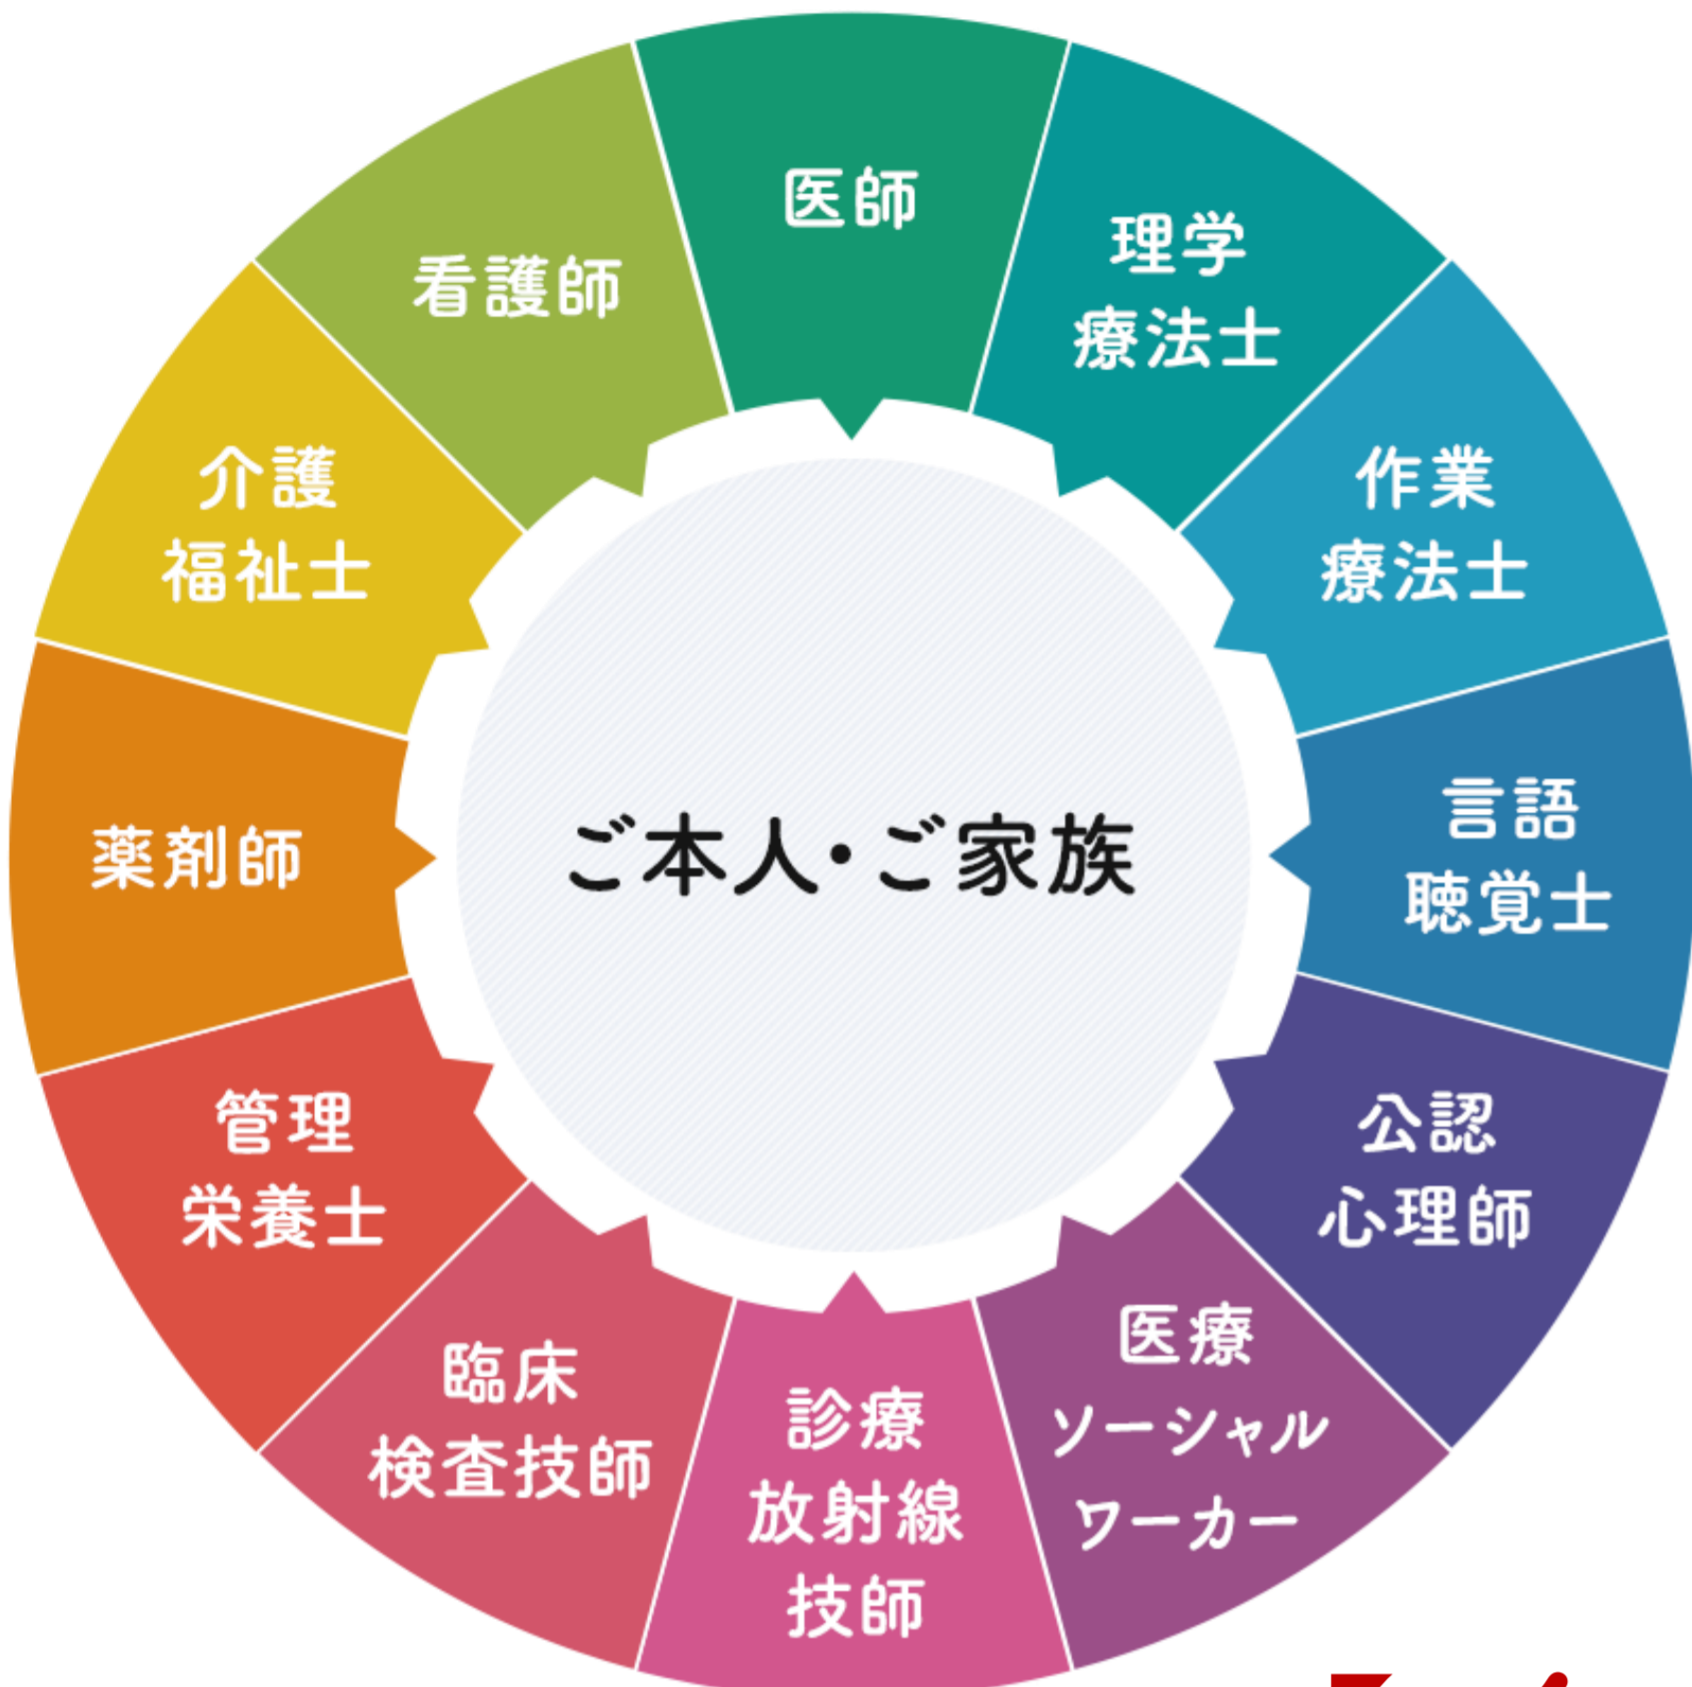 医師
理学
療法士
作業
療法士
言語
聴覚士
公認
心理師
医療
ソーシャル
ワーカー
診療
放射線
技師
臨床
検査技師
管理
栄養士
薬剤師
介護
福祉士
看護師
ご本人・ご家族